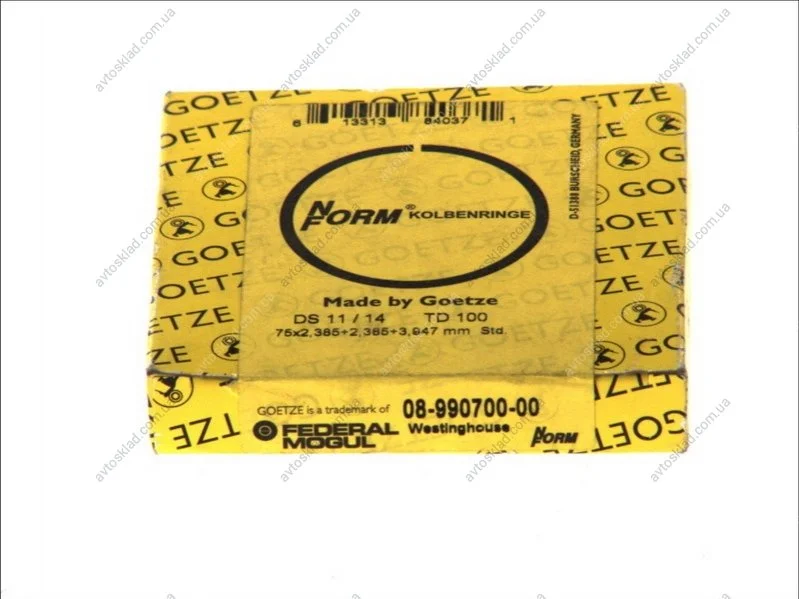 GOETZE
6 13313 84037 1
D-51388 BURSCHEID, GERMANY
NFORM® KOLBENRINGE
Made by Goetze
DS 11 / 14 TD 100
75x2,385+2,385+3,947 mm Std.
GOETZE is a trademark of
08-990700-00
FEDERAL
MOGUL
Westinghouse
NFORM
avtosklad.com.ua